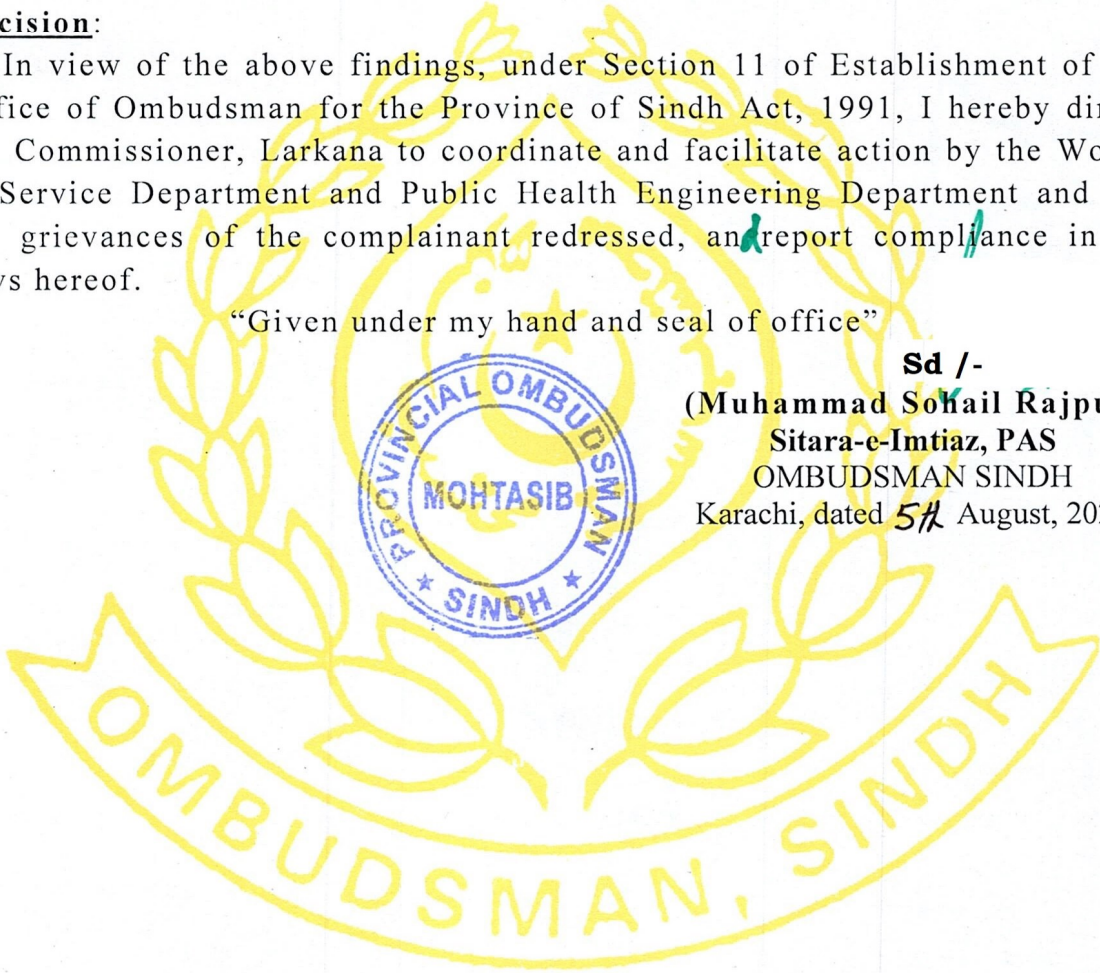 cision:
In view of the above findings, under Section 11 of Establishment of
fice of Ombudsman for the Province of Sindh Act, 1991, I hereby dir
Commissioner, Larkana to coordinate and facilitate action by the Wo
Service Department and Public Health Engineering Department and
grievances of the complainant redressed, and report compliance in
ys hereof.
“Given under my hand and seal of office”
Sd /-
(Muhammad Sohail Rajpu
Sitara-e-Imtiaz, PAS
OMBUDSMAN SINDH
Karachi, dated 5th August, 202
PROVINCIAL OMBUDSMAN
MOHTASIB
SINDH
OMBUDSMAN, SINDH